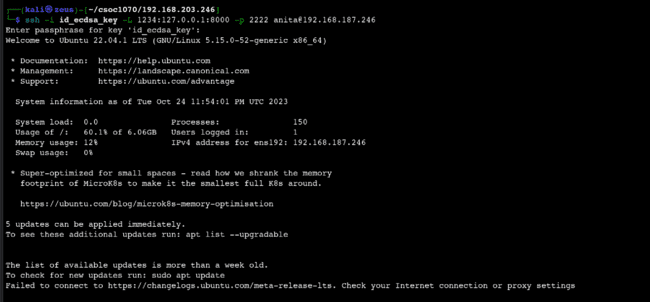 ┌──(kali㉿zeus)-[~/csoc1070/192.168.203.246]
└─$ ssh -i id_ecdsa_key -L 1234:127.0.0.1:8000 -p 2222 anita@192.168.187.246
Enter passphrase for key 'id_ecdsa_key':
Welcome to Ubuntu 22.04.1 LTS (GNU/Linux 5.15.0-52-generic x86_64)
* Documentation:  https://help.ubuntu.com
* Management:     https://landscape.canonical.com
* Support:        https://ubuntu.com/advantage
System information as of Tue Oct 24 11:54:01 PM UTC 2023
System load:  0.0               Processes:               150
Usage of /:   60.1% of 6.06GB   Users logged in:         1
Memory usage: 12%               IPv4 address for ens192: 192.168.187.246
Swap usage:   0%
* Super-optimized for small spaces - read how we shrank the memory
footprint of MicroK8s to make it the smallest full K8s around.
https://ubuntu.com/blog/microk8s-memory-optimisation
5 updates can be applied immediately.
To see these additional updates run: apt list --upgradable
The list of available updates is more than a week old.
To check for new updates run: sudo apt update
Failed to connect to https://changelogs.ubuntu.com/meta-release-lts. Check your Internet connection or proxy settings